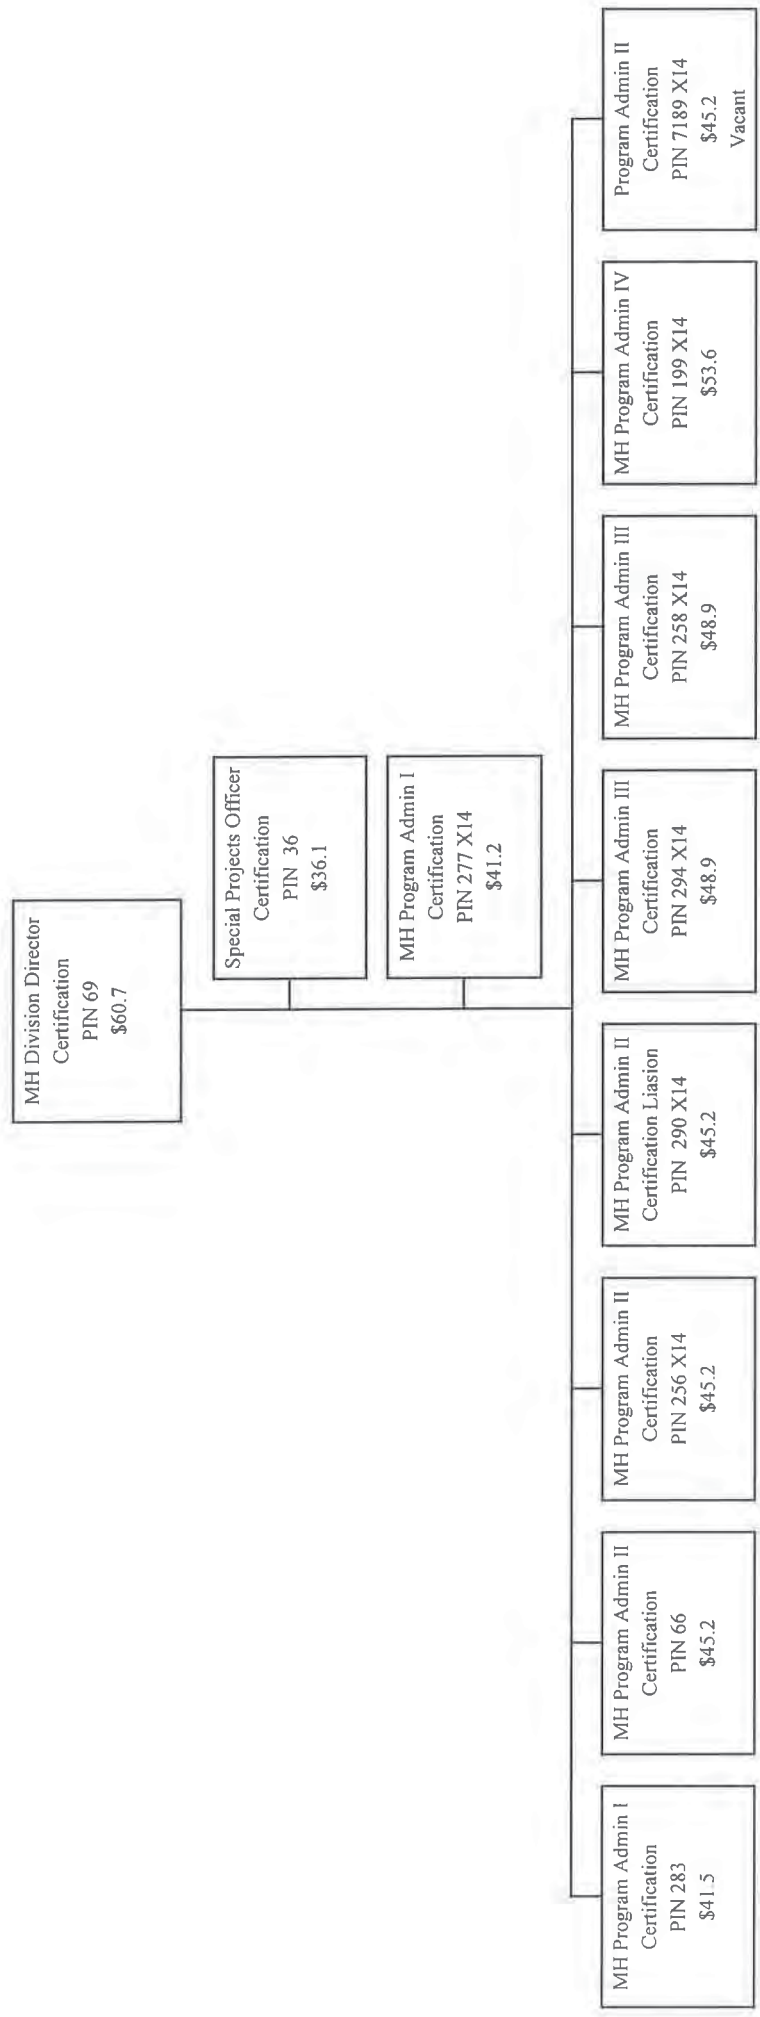 MH Division Director
Certification
PIN 69
$60.7
Special Projects Officer
Certification
PIN 36
$36.1
MH Program Admin I
Certification
PIN 277 X14
$41.2
MH Program Admin I
Certification
PIN 283
$41.5
MH Program Admin II
Certification
PIN 66
$45.2
MH Program Admin II
Certification
PIN 256 X14
$45.2
MH Program Admin II
Certification Liasion
PIN 290 X14
$45.2
MH Program Admin III
Certification
PIN 294 X14
$48.9
MH Program Admin III
Certification
PIN 258 X14
$48.9
MH Program Admin IV
Certification
PIN 199 X14
$53.6
Program Admin II
Certification
PIN 7189 X14
$45.2
Vacant